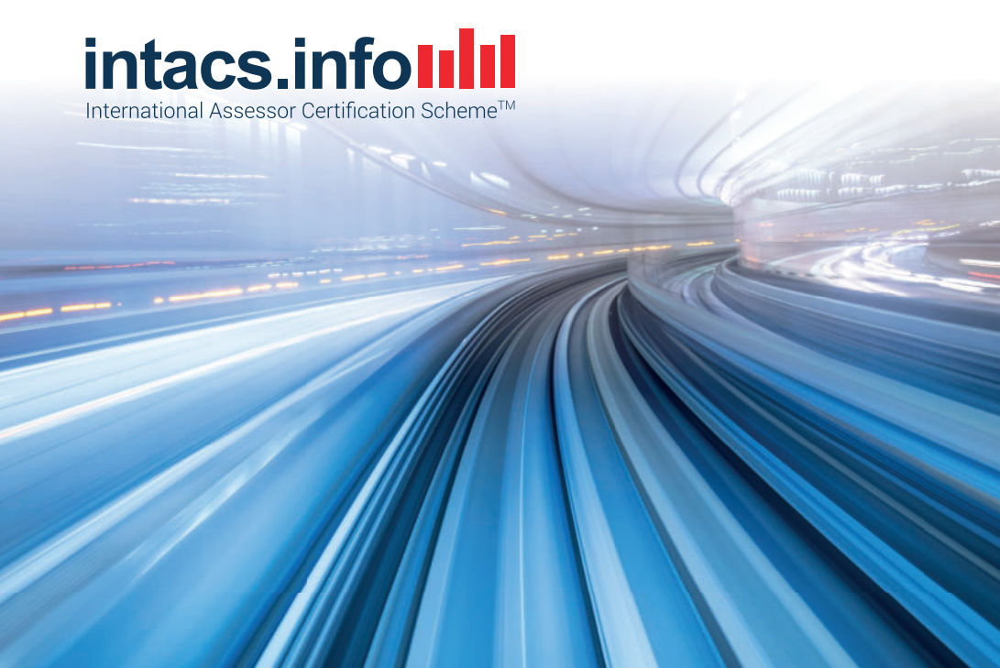 intacs.info
International Assessor Certification Scheme™